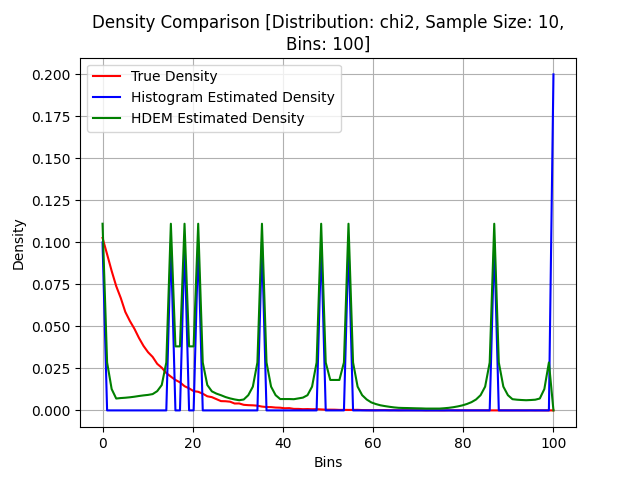 Density Comparison [Distribution: chi2, Sample Size: 10,
Bins: 100]
True Density
Histogram Estimated Density
HDEM Estimated Density
0.200
0.175
0.150
0.125
0.100
0.075
0.050
0.025
0.000
Density
0 20 40 60 80 100
Bins